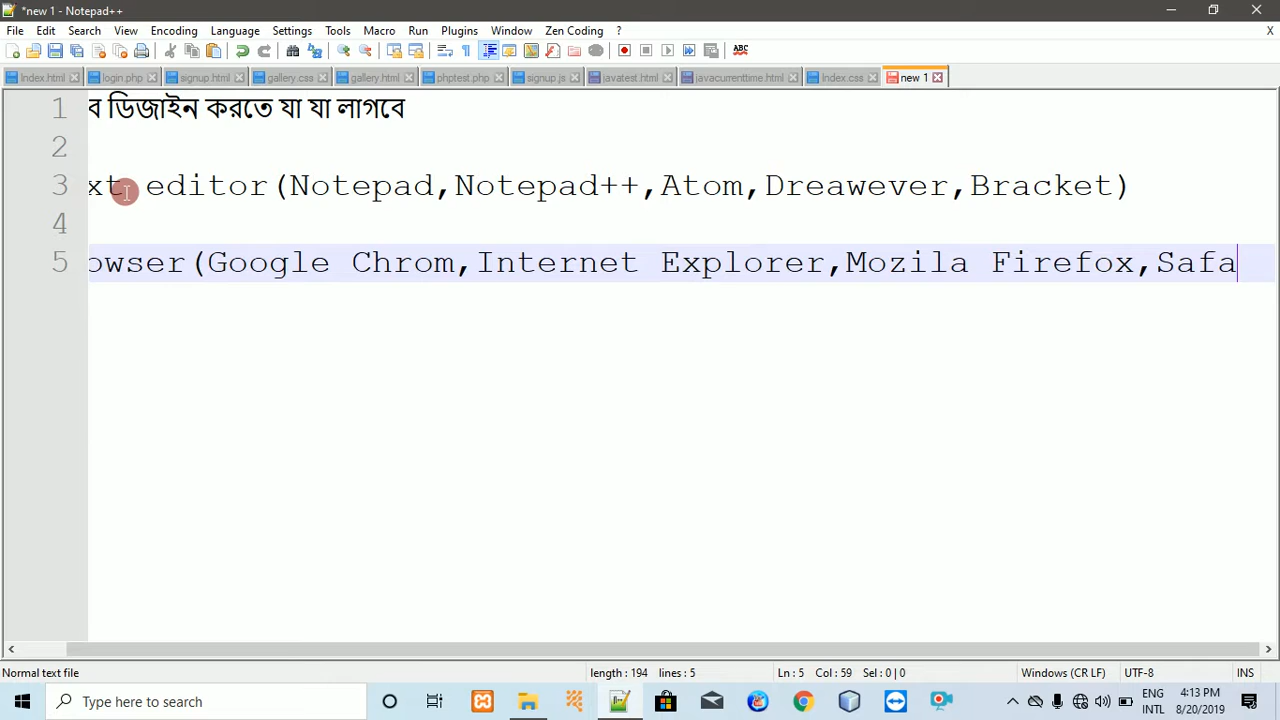 *new 1 - Notepad++
File Edit Search View Encoding Language Settings Tools Macro Run Plugins Window Zen Coding ? X
Index.html login.php signup.html gallery.css gallery.html phptest.php signup.js javatest.html javacurrenttime.html Index.css new 1
1 ব ডিজাইন করতে যা যা লাগবে
2
3 xt editor(Notepad,Notepad++,Atom,Dreawever,Bracket)
4
5 owser(Google Chrom,Internet Explorer,Mozila Firefox,Safa
Normal text file length : 194 lines : 5 Ln : 5 Col : 59 Sel : 0 | 0 Windows (CR LF) UTF-8 INS
Type here to search ENG 4:13 PM
INTL 8/20/2019